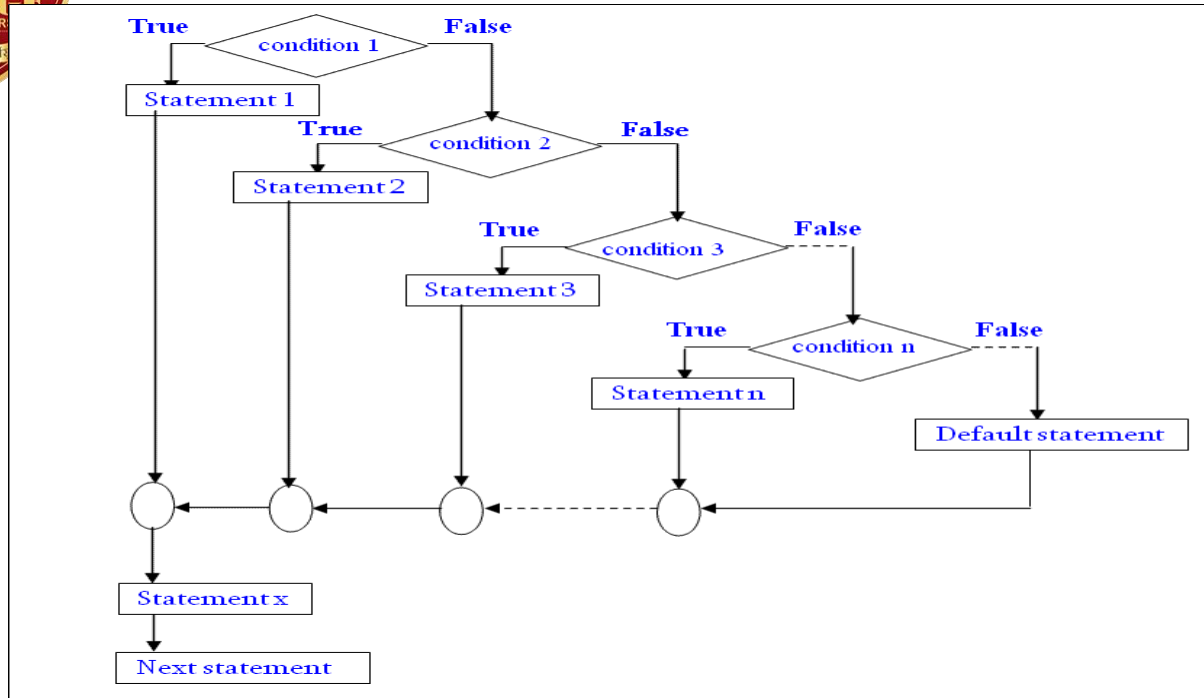 True
False
condition 1
Statement 1
True
False
condition 2
Statement 2
True
False
condition 3
Statement 3
True
False
condition n
Statement n
Default statement
Statement x
Next statement